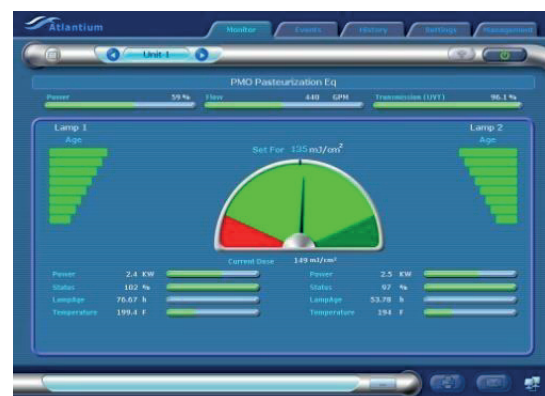 Atlantium
Monitor Events History Settings Management
Unit 1
PMO Pasteurization Eq
Power 59 % Flow 440 GPM Transmission (UVT) 96.1 %
Lamp 1 Lamp 2
Age Age
Set For 135 mJ/cm²
Current Dose 149 mJ/cm²
Power 2.4 KW Power 2.5 KW
Status 102 % Status 97 %
LampAge 76.67 h LampAge 53.78 h
Temperature 199.4 F Temperature 194 F